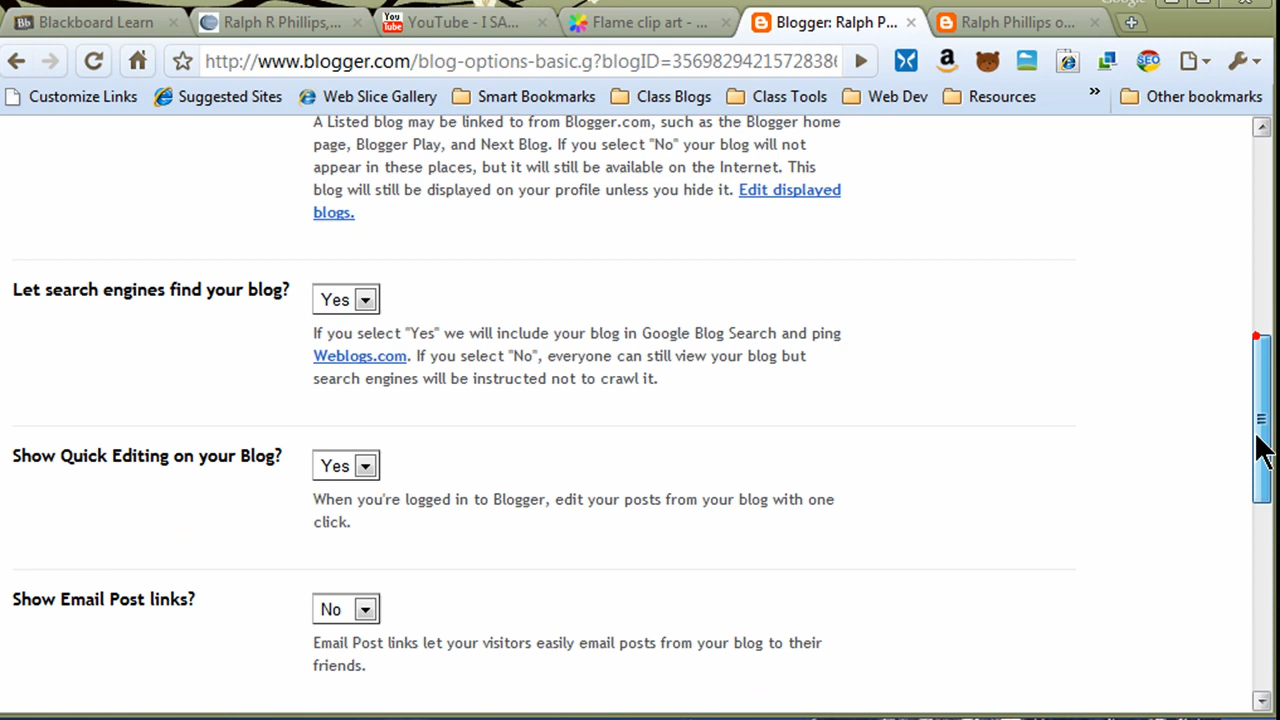 Google
Bb Blackboard Learn
Ralph R Phillips,...
You Tube YouTube - I SA...
Flame clip art - ...
Blogger: Ralph P...
Ralph Phillips o...
http://www.blogger.com/blog-options-basic.g?blogID=3569829421572838
SEO
Customize Links
Suggested Sites
Web Slice Gallery
Smart Bookmarks
Class Blogs
Class Tools
Web Dev
Resources
»
Other bookmarks
A Listed blog may be linked to from Blogger.com, such as the Blogger home
page, Blogger Play, and Next Blog. If you select "No" your blog will not
appear in these places, but it will still be available on the Internet. This
blog will still be displayed on your profile unless you hide it. Edit displayed
blogs.
Let search engines find your blog?
Yes
If you select "Yes" we will include your blog in Google Blog Search and ping
Weblogs.com. If you select "No", everyone can still view your blog but
search engines will be instructed not to crawl it.
Show Quick Editing on your Blog?
Yes
When you're logged in to Blogger, edit your posts from your blog with one
click.
Show Email Post links?
No
Email Post links let your visitors easily email posts from your blog to their
friends.